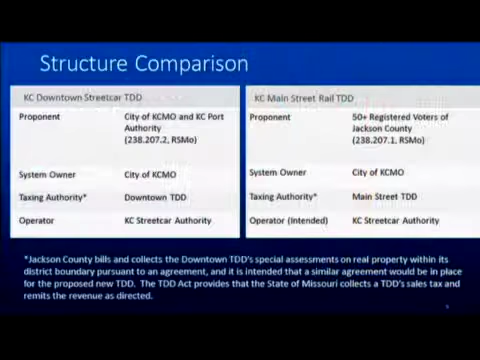 Structure Comparison
KC Downtown Streetcar TDD
Proponent City of KCMO and KC Port
Authority
(238.207.2, RSMo)
System Owner City of KCMO
Taxing Authority* Downtown TDD
Operator KC Streetcar Authority
KC Main Street Rail TDD
Proponent 50+ Registered Voters of
Jackson County
(238.207.1, RSMo)
System Owner City of KCMO
Taxing Authority* Main Street TDD
Operator (Intended) KC Streetcar Authority
*Jackson County bills and collects the Downtown TDD's special assessments on real property within its
district boundary pursuant to an agreement, and it is intended that a similar agreement would be in place
for the proposed new TDD. The TDD Act provides that the State of Missouri collects a TDD's sales tax and
remits the revenue as directed.